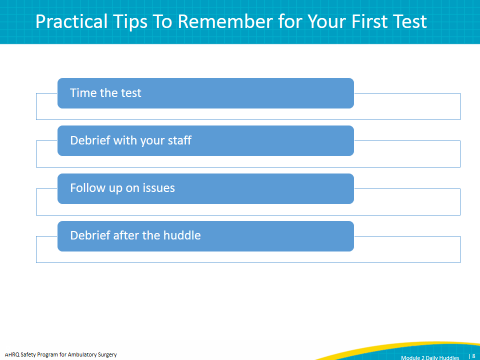 Practical Tips To Remember for Your First Test
Time the test
Debrief with your staff
Follow up on issues
Debrief after the huddle
AHRQ Safety Program for Ambulatory Surgery
Module 2 Daily Huddles | 8